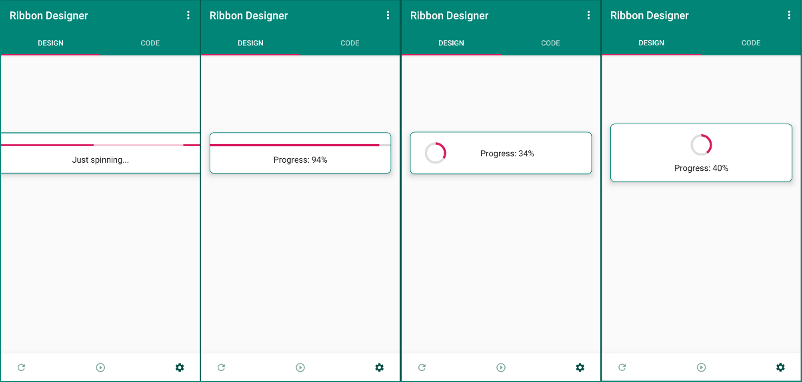 Ribbon Designer
DESIGN CODE
Just spinning...
Ribbon Designer
DESIGN CODE
Progress: 94%
Ribbon Designer
DESIGN CODE
Progress: 34%
Ribbon Designer
DESIGN CODE
Progress: 40%